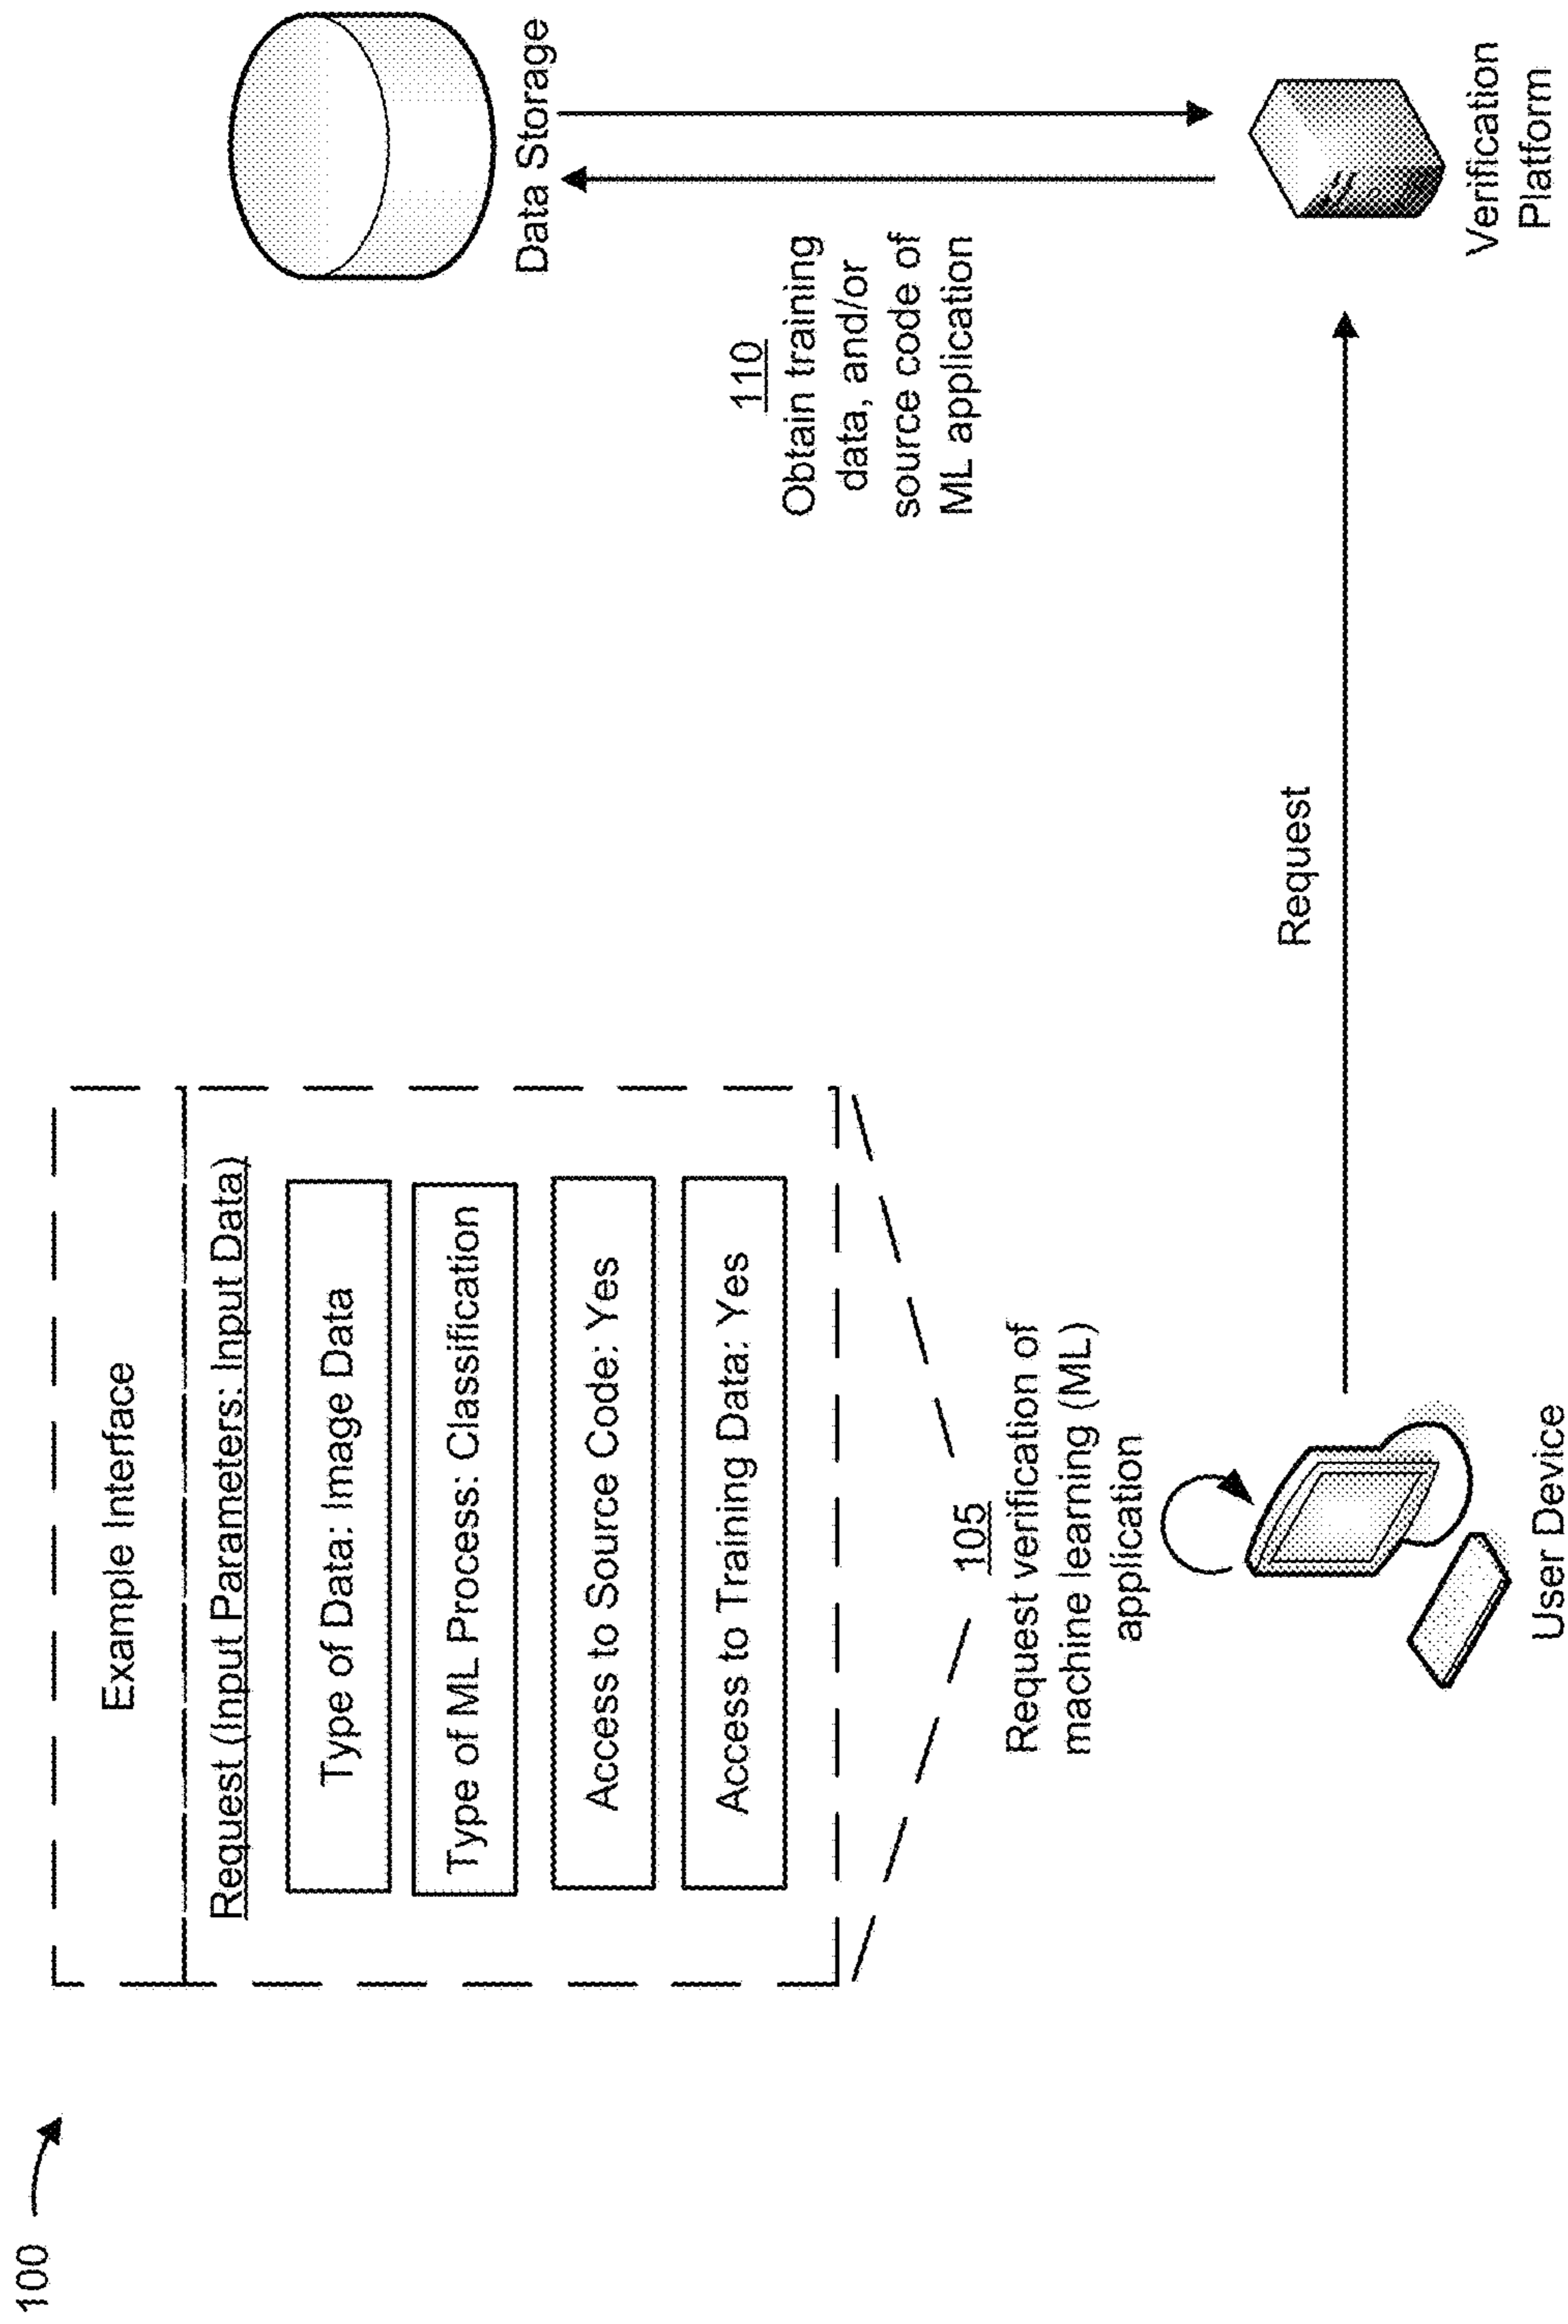 100
Example Interface
Request (Input Parameters: Input Data)
Type of Data: Image Data
Type of ML Process: Classification
Access to Source Code: Yes
Access to Training Data: Yes
105
Request verification of
machine learning (ML)
application
User Device
Request
Data Storage
110
Obtain training
data, and/or
source code of
ML application
Verification
Platform